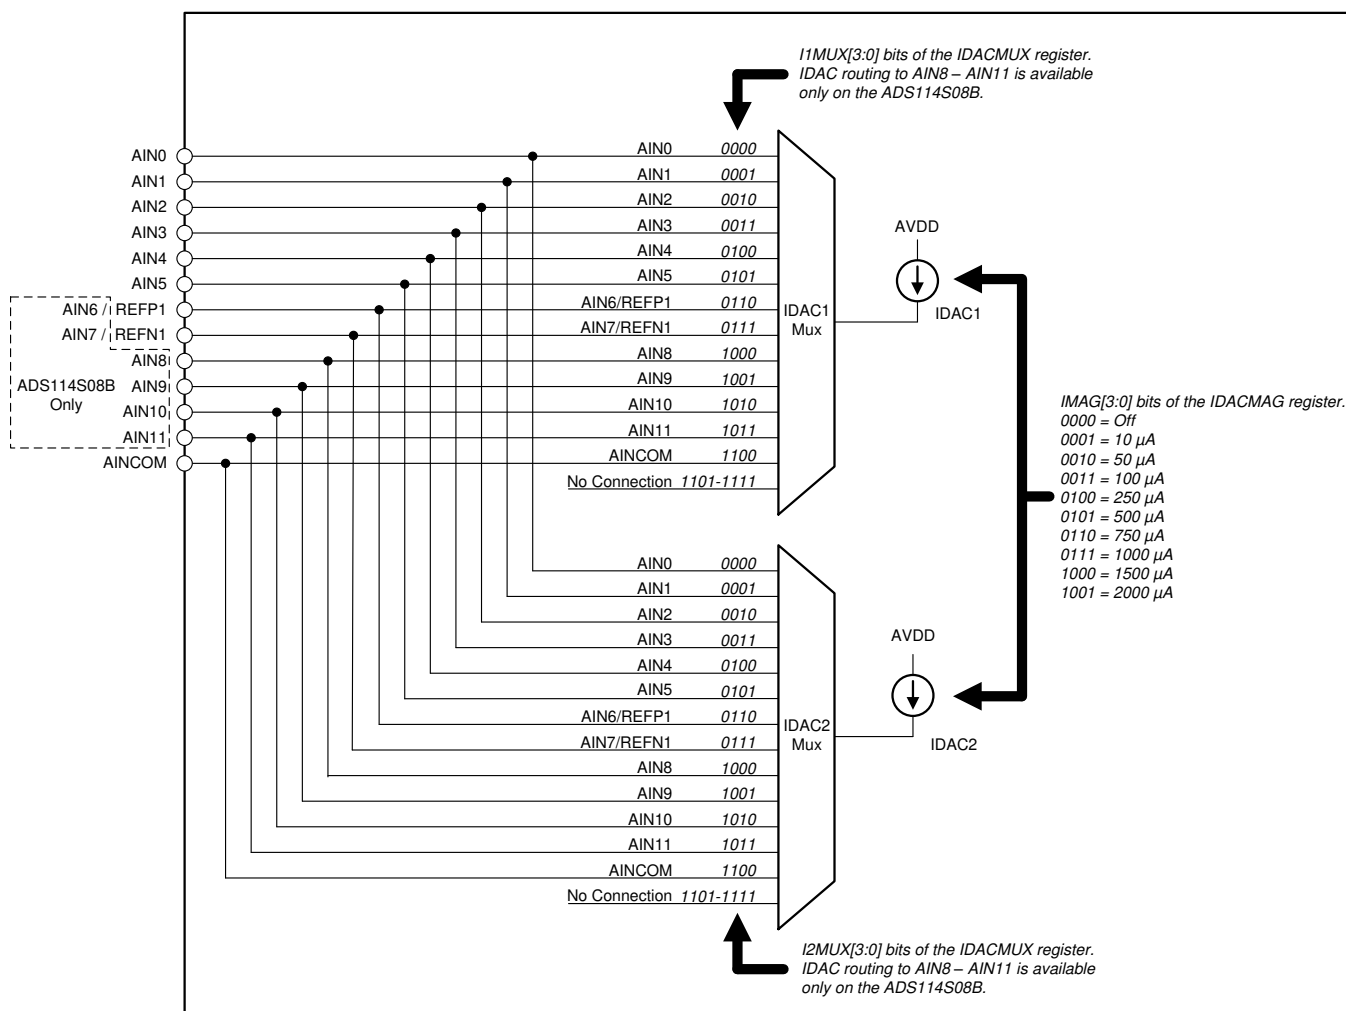 I1MUX[3:0] bits of the IDACMUX register.
IDAC routing to AIN8 – AIN11 is available
only on the ADS114S08B.
AIN0
AIN1
AIN2
AIN3
AIN4
AIN5
AIN6 / REFP1
AIN7 / REFN1
AIN8
AIN9
AIN10
AIN11
AINCOM
ADS114S08B
Only
AIN0 0000
AIN1 0001
AIN2 0010
AIN3 0011
AIN4 0100
AIN5 0101
AIN6/REFP1 0110
AIN7/REFN1 0111
AIN8 1000
AIN9 1001
AIN10 1010
AIN11 1011
AINCOM 1100
No Connection 1101-1111
IDAC1
Mux
AVDD
IDAC1
IMAG[3:0] bits of the IDACMAG register.
0000 = Off
0001 = 10 µA
0010 = 50 µA
0011 = 100 µA
0100 = 250 µA
0101 = 500 µA
0110 = 750 µA
0111 = 1000 µA
1000 = 1500 µA
1001 = 2000 µA
AIN0 0000
AIN1 0001
AIN2 0010
AIN3 0011
AIN4 0100
AIN5 0101
AIN6/REFP1 0110
AIN7/REFN1 0111
AIN8 1000
AIN9 1001
AIN10 1010
AIN11 1011
AINCOM 1100
No Connection 1101-1111
IDAC2
Mux
AVDD
IDAC2
I2MUX[3:0] bits of the IDACMUX register.
IDAC routing to AIN8 – AIN11 is available
only on the ADS114S08B.